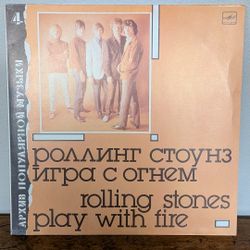 4
АРХИВ ПОПУЛЯРНОЙ МУЗЫКИ
РОЛЛИНГ СТОУНЗ
ИГРА С ОГНЕМ
rolling stones
play with fire